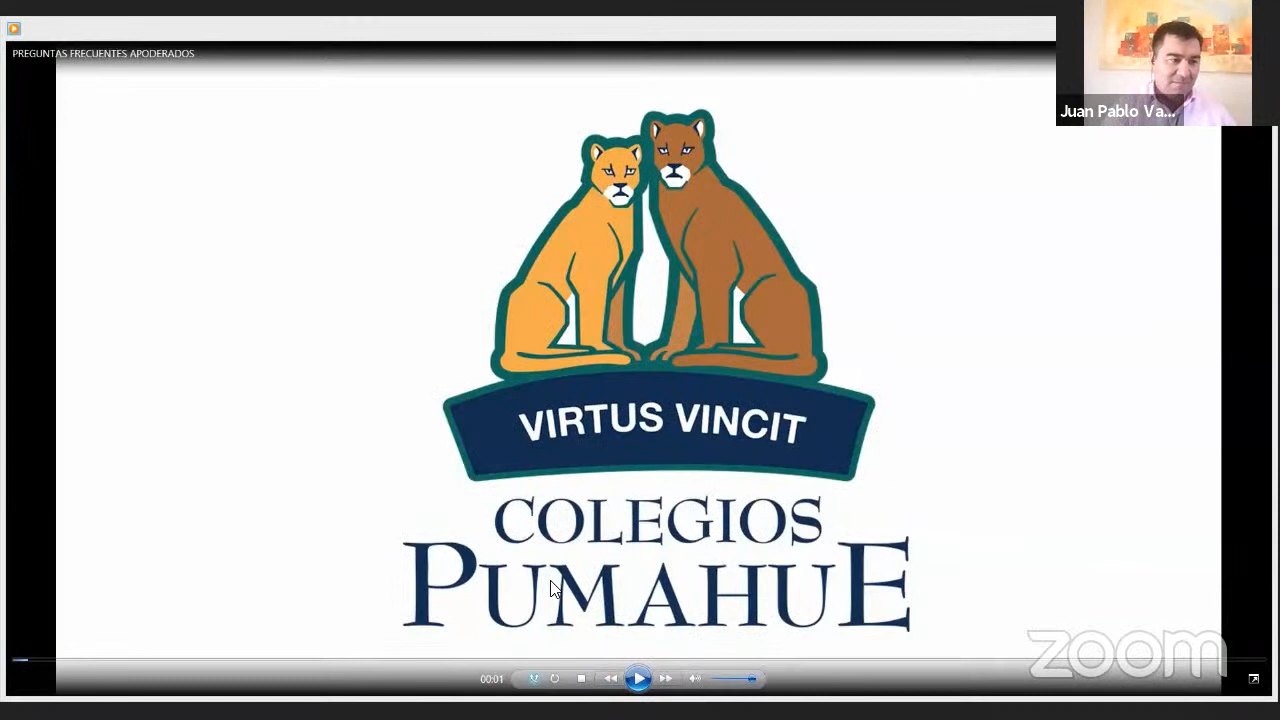 PREGUNTAS FRECUENTES APODERADOS
Juan Pablo Va...
VIRTUS VINCIT
COLEGIOS
PUMAHUE
zoom
00:01